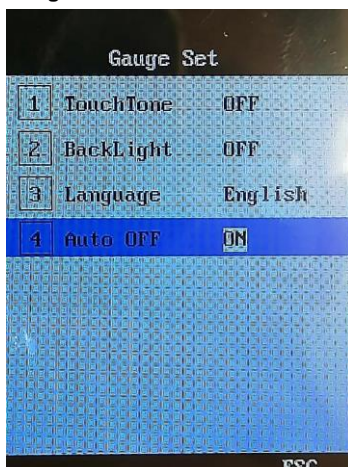 Gauge Set
1 TouchTone OFF
2 BackLight OFF
3 Language English
4 Auto OFF ON
ESC